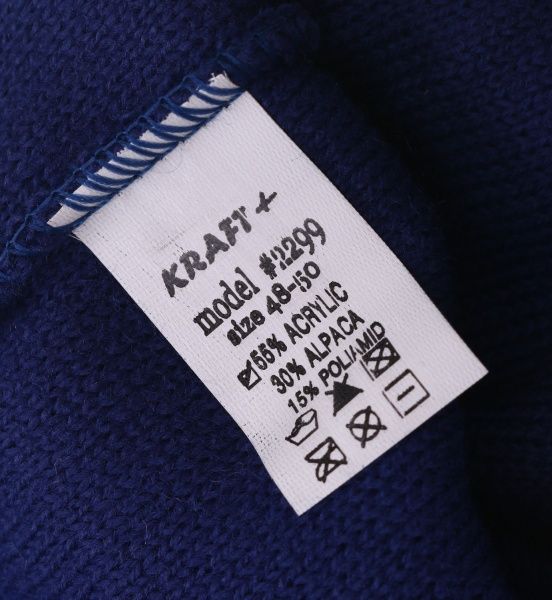 KRAFT +
model #2299
size 48-50
55% ACRYLIC
30% ALPACA
15% POLIAMID